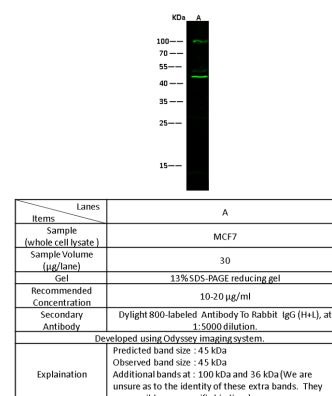 KDa A
100
70
55
40
35
25
15
Lanes
Items
A
Sample
(whole cell lysate )
MCF7
Sample Volume
(μg/lane)
30
Gel
13%SDS-PAGE reducing gel
Recommended
Concentration
10-20 μg/ml
Secondary
Antibody
Dylight 800-labeled Antibody To Rabbit IgG (H+L), at
1:5000 dilution.
Developed using Odyssey imaging system.
Explaination
Predicted band size : 45 kDa
Observed band size : 45 kDa
Additional bands at : 100 kDa and 36 kDa (We are
unsure as to the identity of these extra bands. They